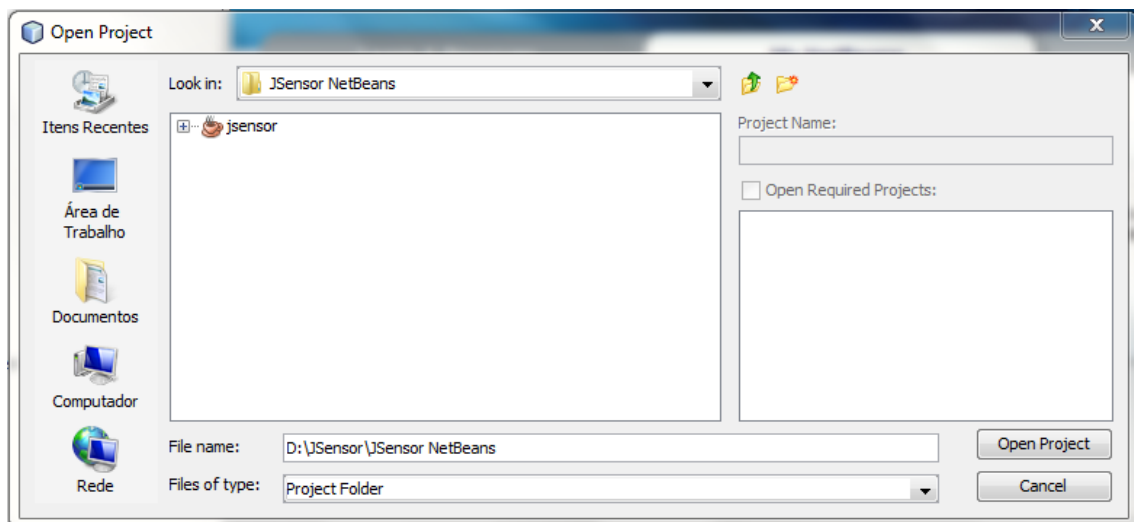 Open Project
X
Look in:
JSensor NetBeans
Itens Recentes
Área de
Trabalho
Documentos
Computador
Rede
jsensor
Project Name:
Open Required Projects:
File name:
D:\JSensor\JSensor NetBeans
Open Project
Files of type:
Project Folder
Cancel